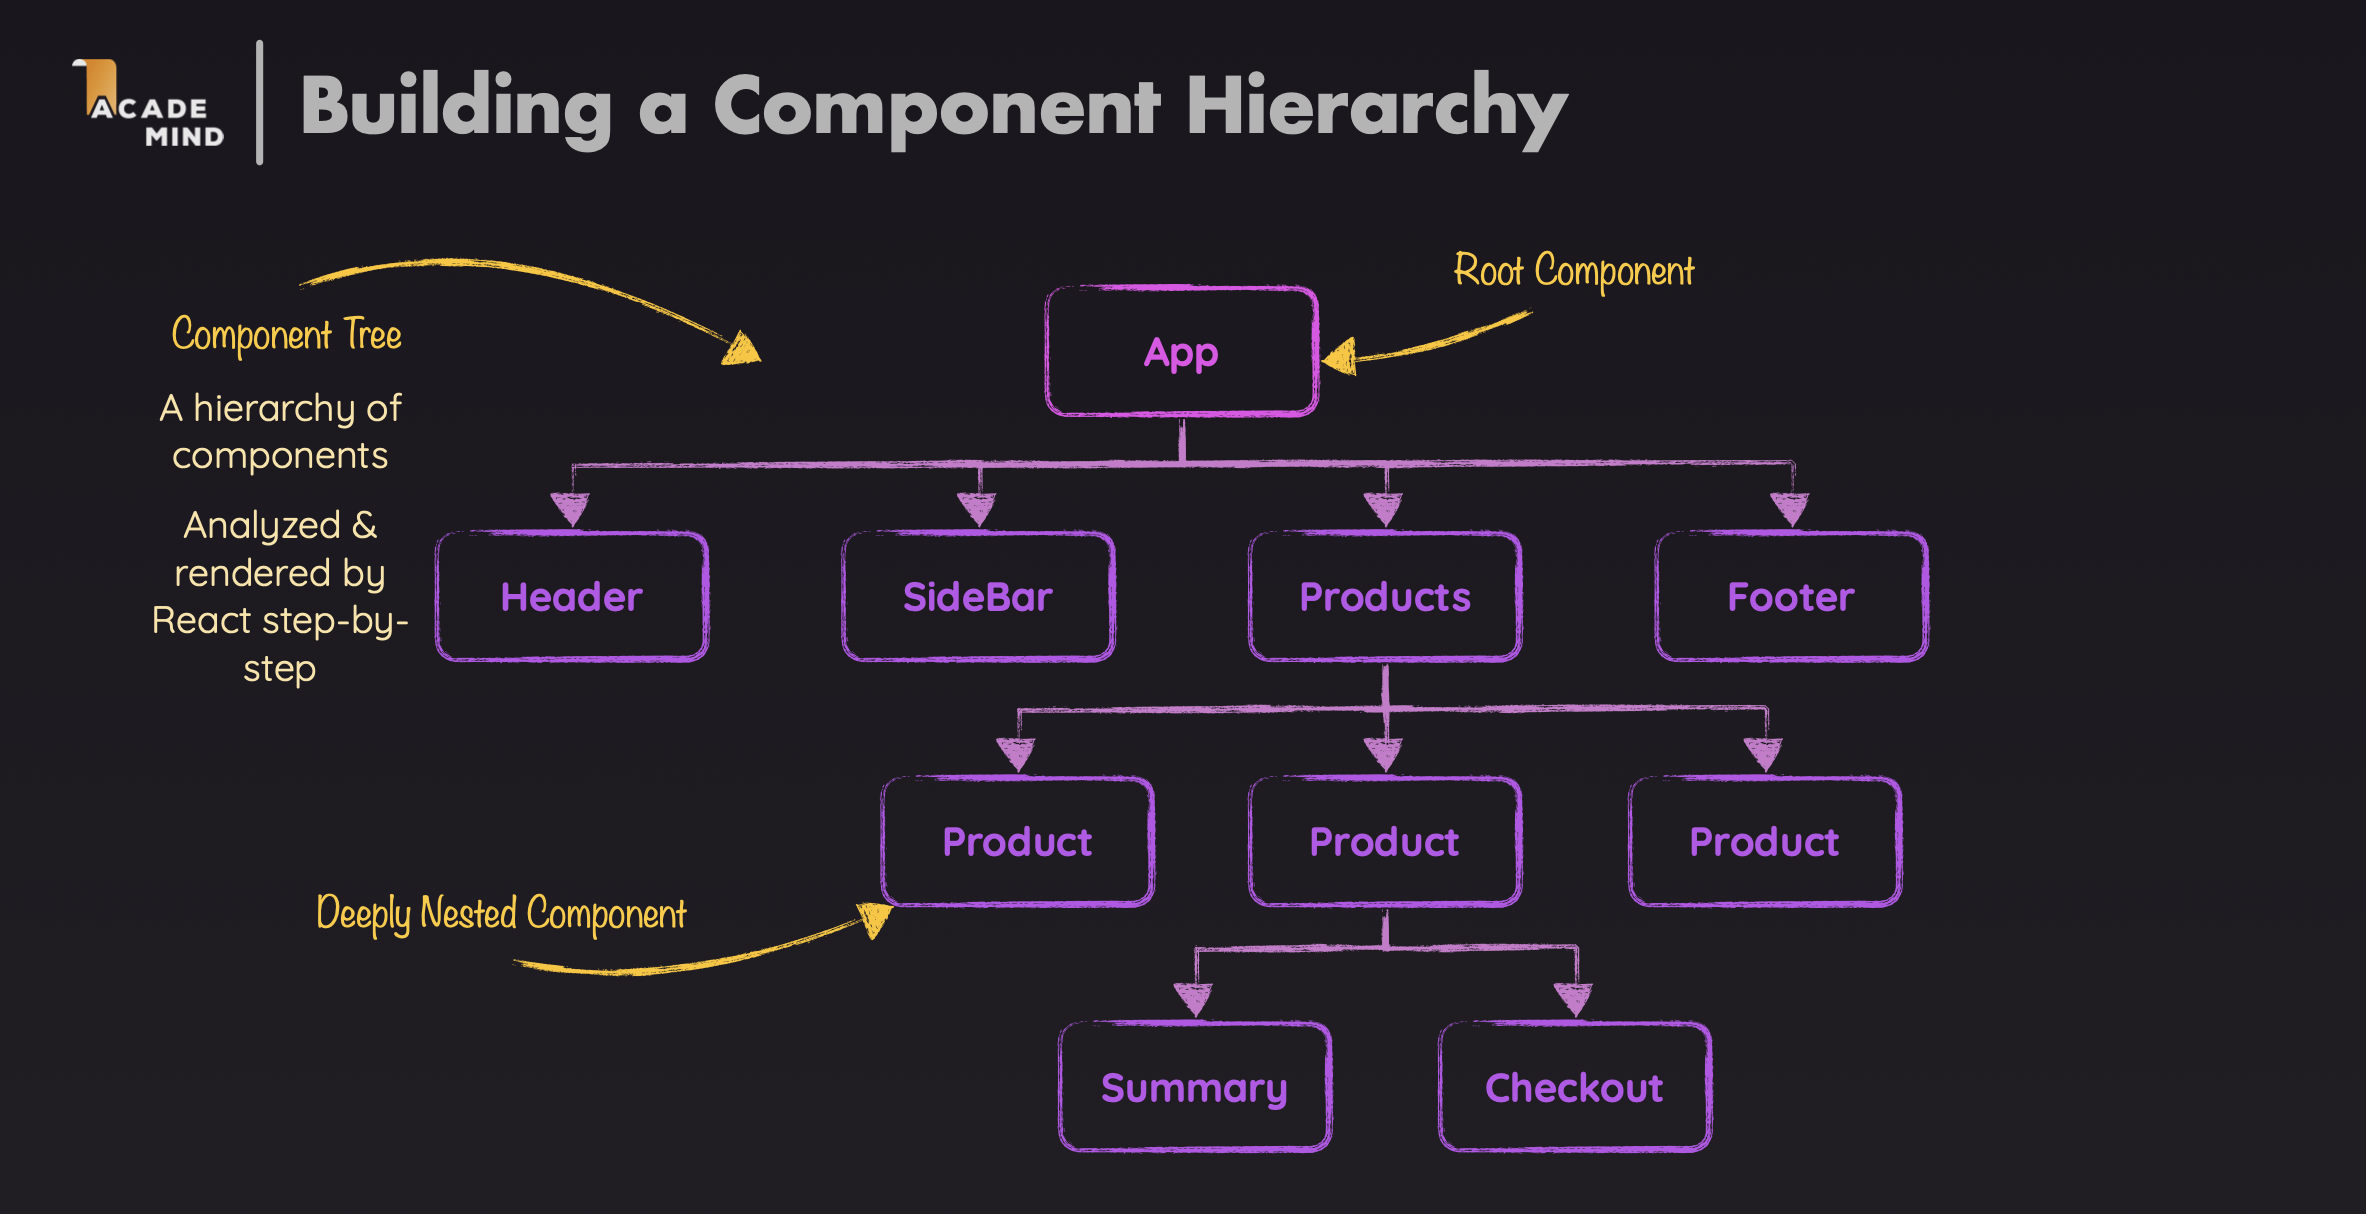 ACADE
MIND
Building a Component Hierarchy
Root Component
Component Tree
A hierarchy of
components
Analyzed &
rendered by
React step-by-
step
App
Header
SideBar
Products
Footer
Product
Product
Product
Deeply Nested Component
Summary
Checkout